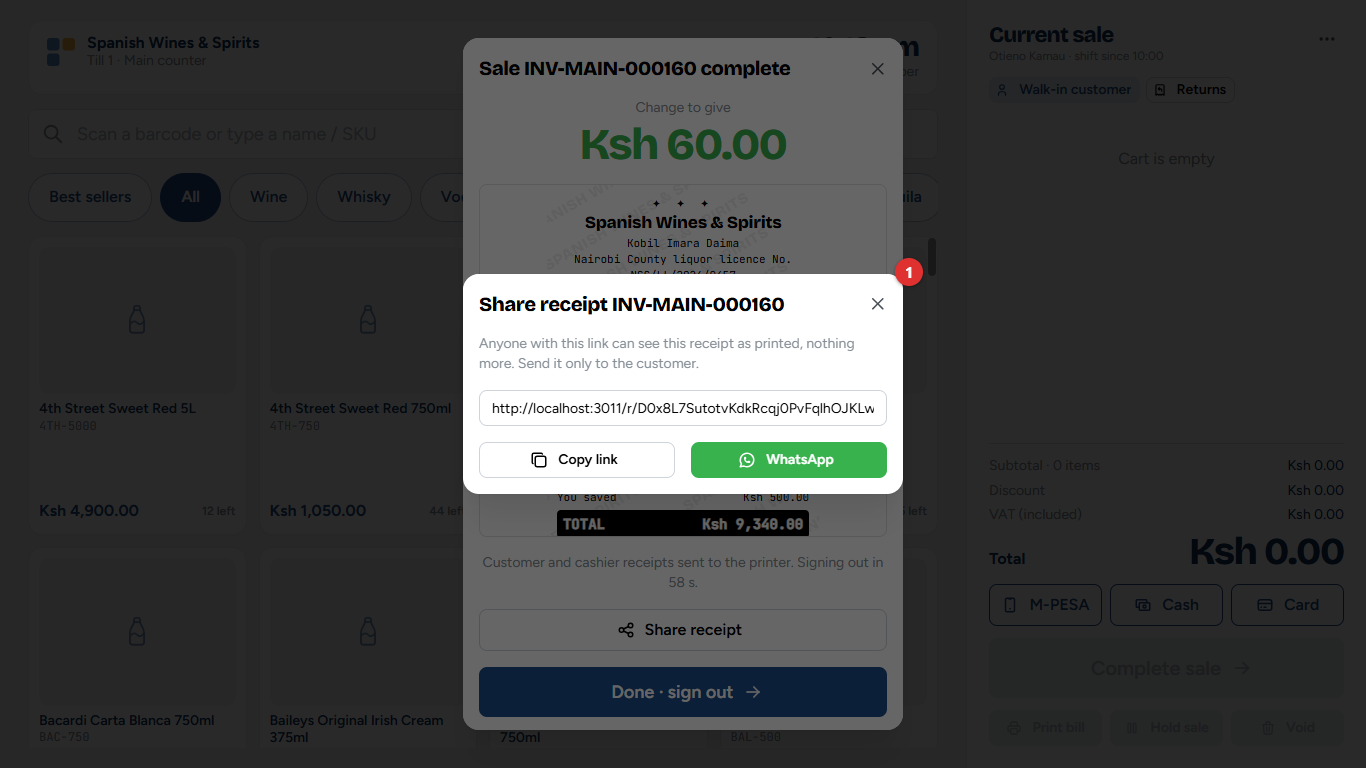 Spanish Wines & Spirits
Till 1 · Main counter
Scan a barcode or type a name / SKU
Best sellers
All
Wine
Whisky
4th Street Sweet Red 5L
4TH-5000
Ksh 4,900.00
12 left
4th Street Sweet Red 750ml
4TH-750
Ksh 1,050.00
44 left
Bacardi Carta Blanca 750ml
BAC-750
Baileys Original Irish Cream
375ml
750ml
BAL-500
Sale INV-MAIN-000160 complete
Change to give
Ksh 60.00
Spanish Wines & Spirits
Kobil Imara Daima
Nairobi County liquor licence No.
Share receipt INV-MAIN-000160
1
Anyone with this link can see this receipt as printed, nothing
more. Send it only to the customer.
http://localhost:3011/r/D0x8L7SutotvKdkRcqj0PvFqlhOJKLw
Copy link
WhatsApp
You saved Ksh 500.00
TOTAL Ksh 9,340.00
Customer and cashier receipts sent to the printer. Signing out in
58 s.
Share receipt
Done · sign out
Current sale
Otieno Kamau · shift since 10:00
Walk-in customer
Returns
Cart is empty
Subtotal · 0 items Ksh 0.00
Discount Ksh 0.00
VAT (included) Ksh 0.00
Total Ksh 0.00
M-PESA
Cash
Card
Complete sale
Print bill
Hold sale
Void